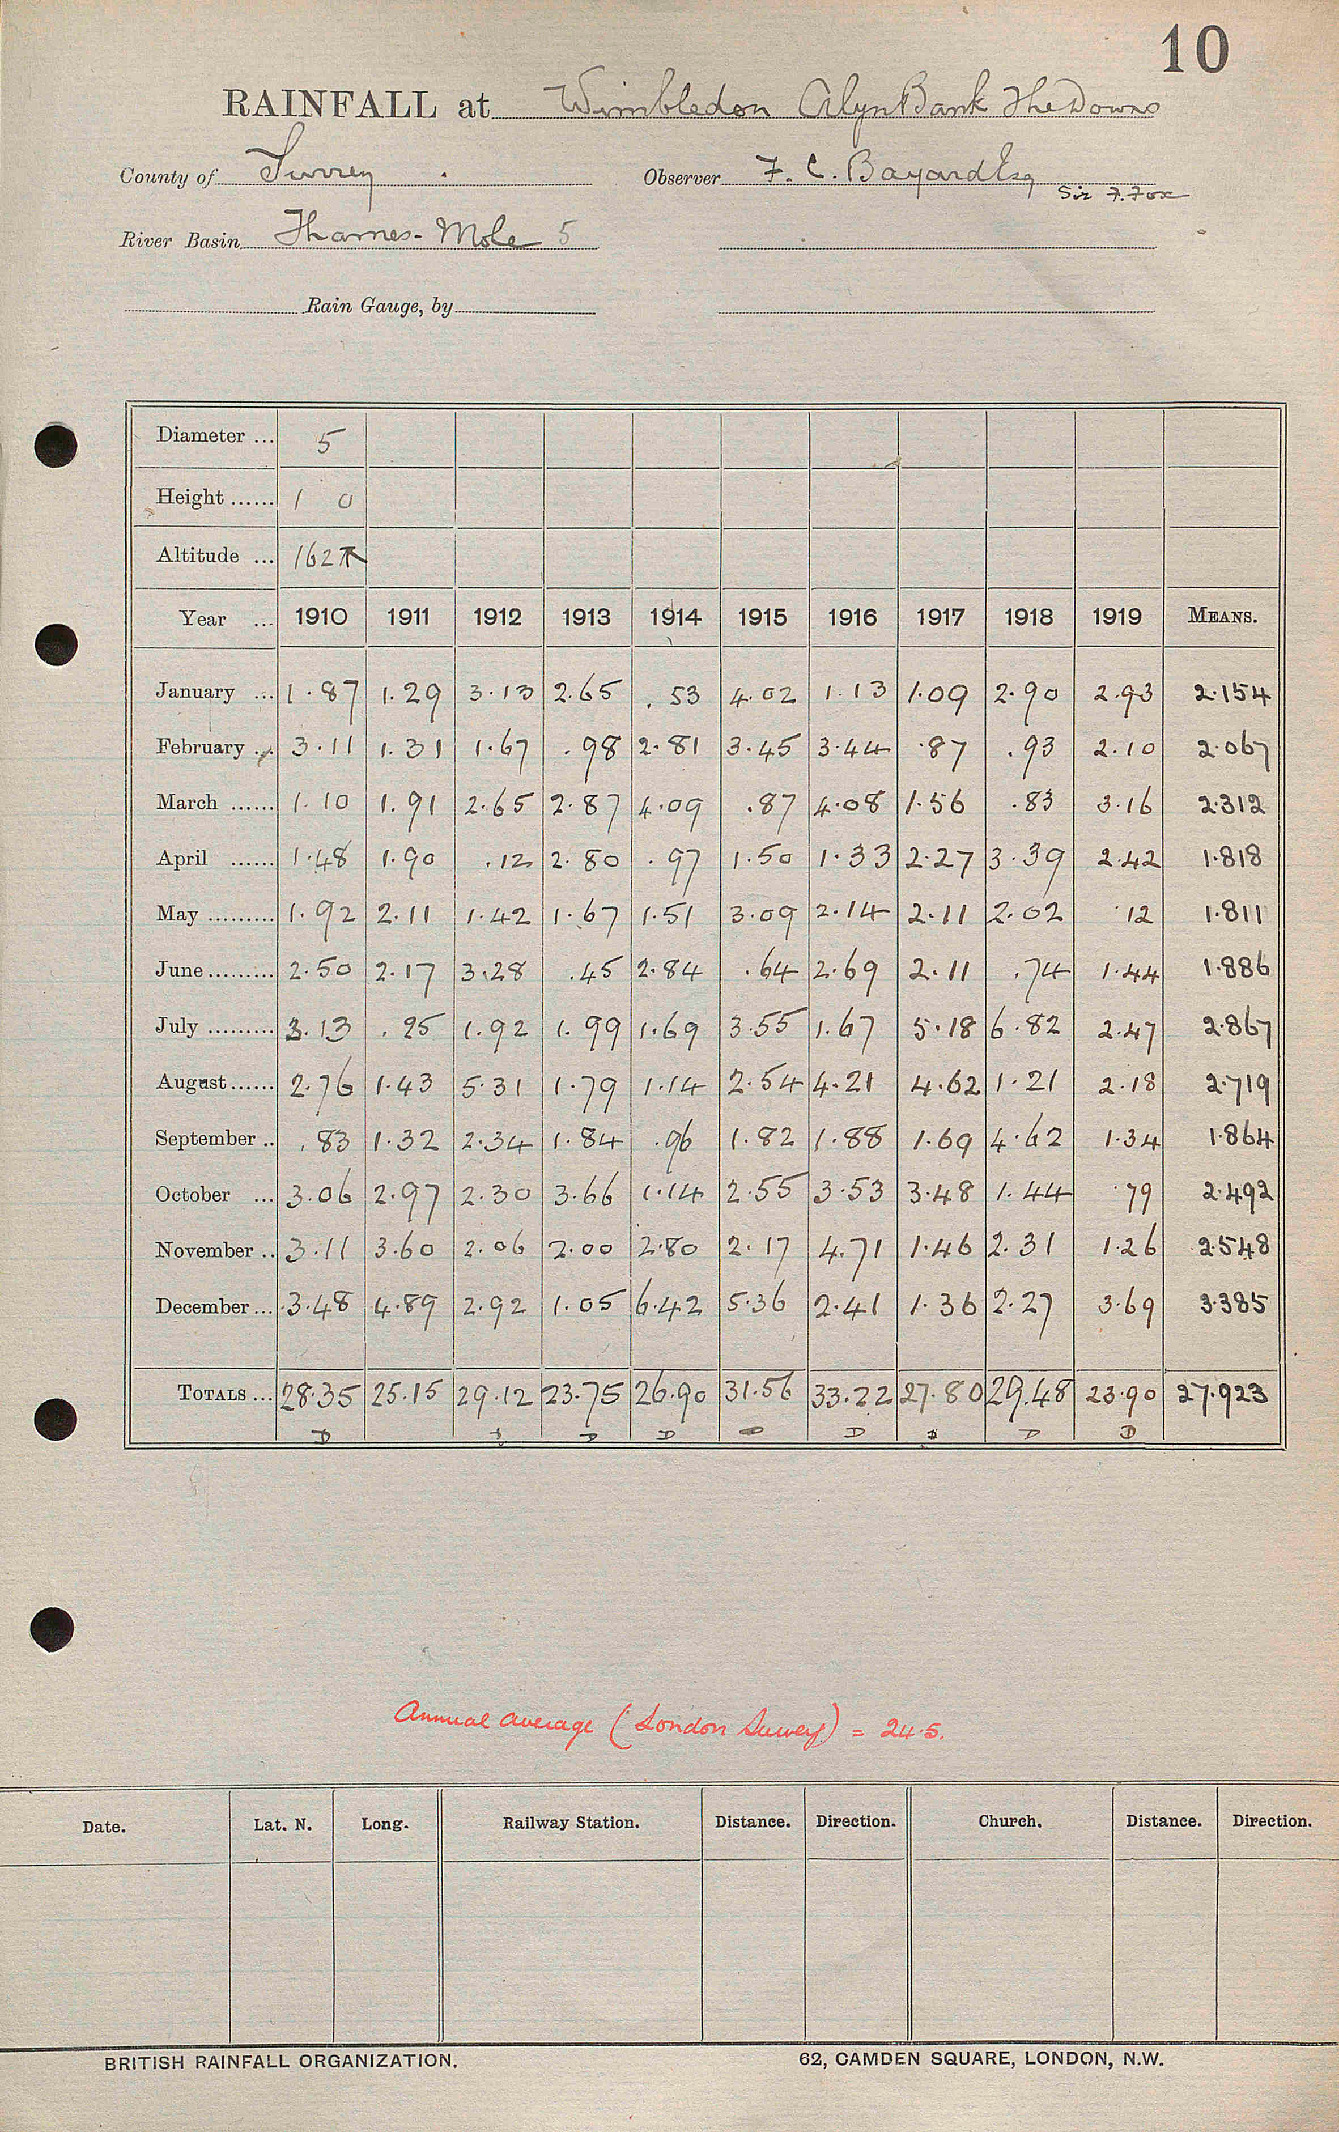 10
RAINFALL at Wimbledon Alyn Bank The Downs
County of Surrey Observer F. C. Bayard Esq
Sir F. Fox
River Basin Thames - Mole 5
Rain Gauge, by
Diameter ... 5
Height ...... 1 0
Altitude ... 162
Year ... 1910 1911 1912 1913 1914 1915 1916 1917 1918 1919 MEANS.
January ... 1.87 1.29 3.13 2.65 .53 4.02 1.13 1.09 2.90 2.93 2.154
February ... 3.11 1.31 1.67 .98 2.81 3.45 3.44 .87 .93 2.10 2.067
March ...... 1.10 1.91 2.65 2.87 4.09 .87 4.08 1.56 .83 3.16 2.312
April ...... 1.48 1.90 .12 2.80 .97 1.50 1.33 2.27 3.39 2.42 1.818
May ......... 1.92 2.11 1.42 1.67 1.51 3.09 2.14 2.11 2.02 .12 1.811
June ......... 2.50 2.17 3.28 .45 2.84 .64 2.69 2.11 .74 1.44 1.886
July ......... 3.13 .25 1.92 1.99 1.69 3.55 1.67 5.18 6.82 2.47 2.867
August ...... 2.76 1.43 5.31 1.79 1.14 2.54 4.21 4.62 1.21 2.18 2.719
September .. .83 1.32 2.34 1.84 .96 1.82 1.88 1.69 4.62 1.34 1.864
October ... 3.06 2.97 2.30 3.66 1.14 2.55 3.53 3.48 1.44 .79 2.492
November .. 3.11 3.60 2.06 2.00 2.80 2.17 4.71 1.46 2.31 1.26 2.548
December ... 3.48 4.89 2.92 1.05 6.42 5.36 2.41 1.36 2.27 3.69 3.385
TOTALS ... 28.35 25.15 29.12 23.75 26.90 31.56 33.22 27.80 29.48 23.90 27.923
Annual average (London Survey) = 24.5.
Date. Lat. N. Long. Railway Station. Distance. Direction. Church. Distance. Direction.
BRITISH RAINFALL ORGANIZATION. 62, CAMDEN SQUARE, LONDON, N.W.